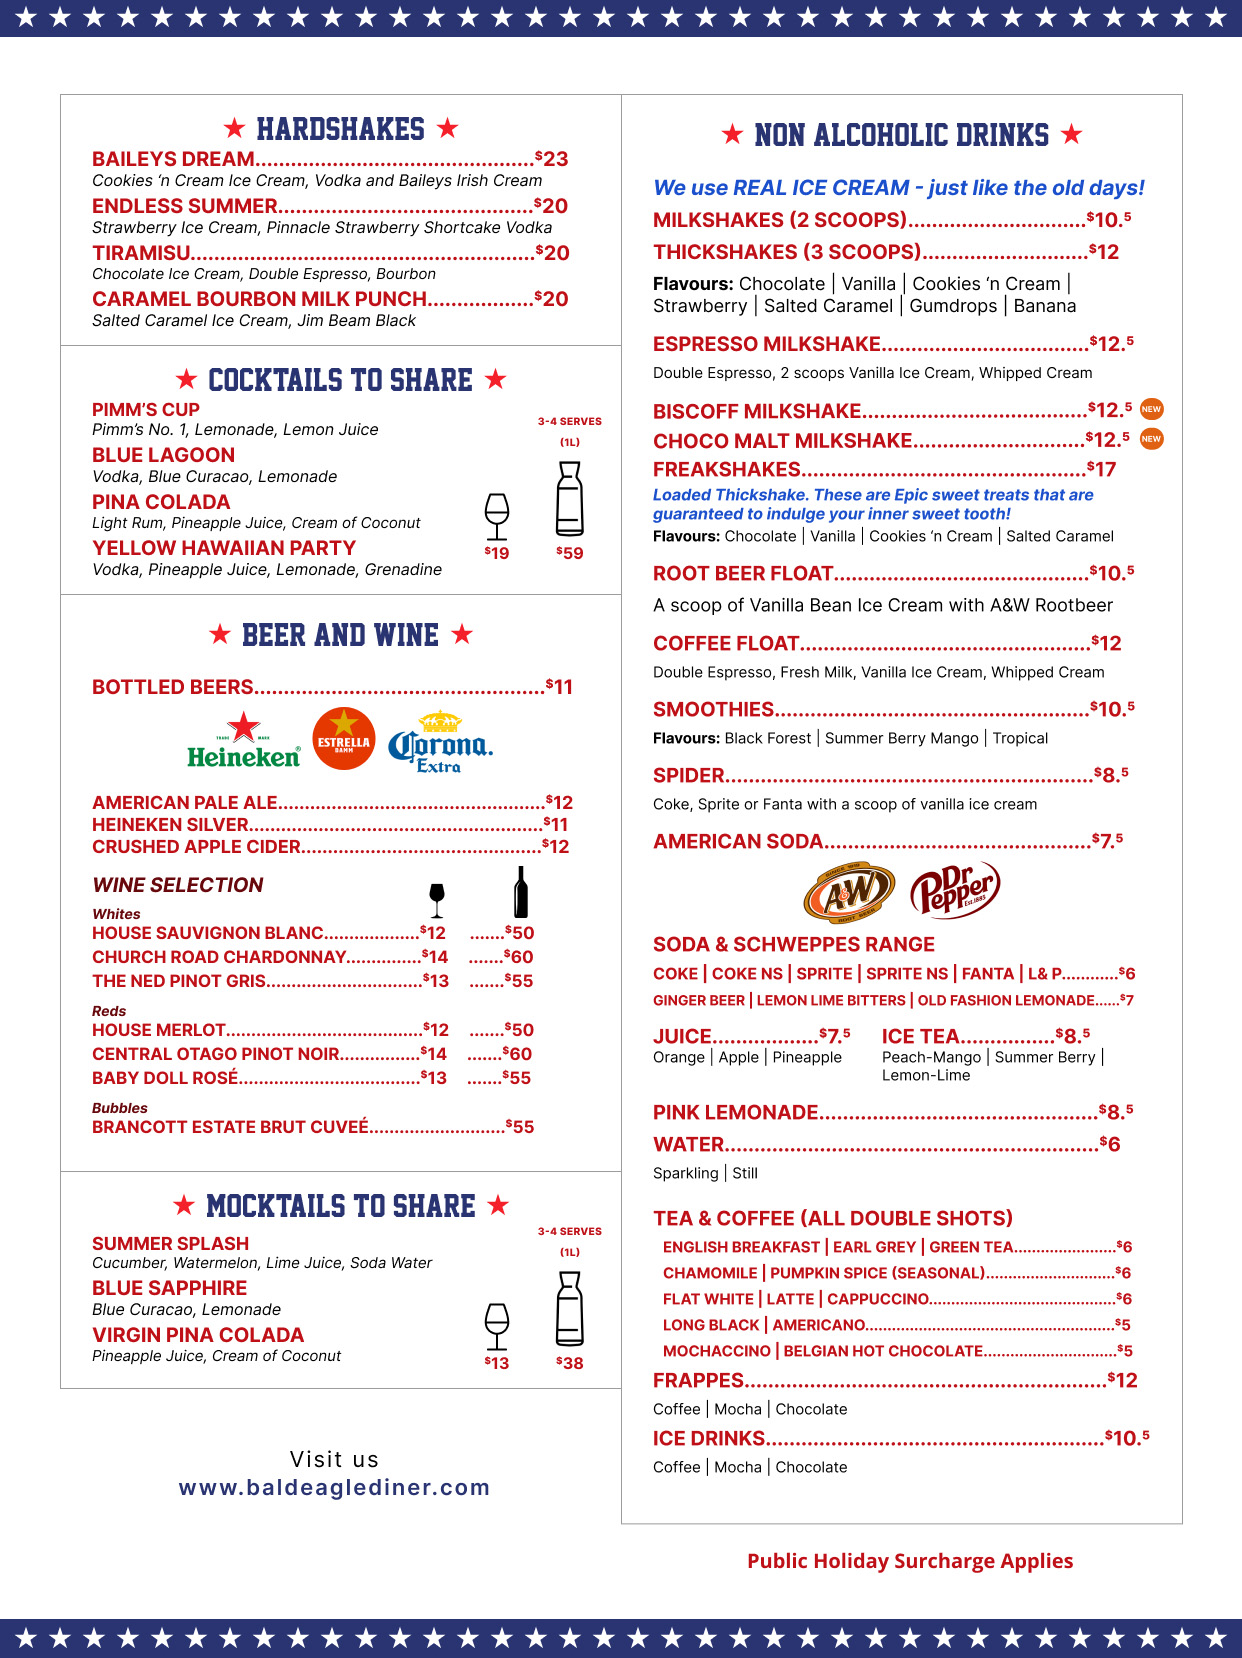 HARDSHAKES
BAILEYS DREAM...............................................$23
Cookies ‘n Cream Ice Cream, Vodka and Baileys Irish Cream
ENDLESS SUMMER...........................................$20
Strawberry Ice Cream, Pinnacle Strawberry Shortcake Vodka
TIRAMISU..........................................................$20
Chocolate Ice Cream, Double Espresso, Bourbon
CARAMEL BOURBON MILK PUNCH..................$20
Salted Caramel Ice Cream, Jim Beam Black
COCKTAILS TO SHARE
PIMM’S CUP
Pimm’s No. 1, Lemonade, Lemon Juice
BLUE LAGOON
Vodka, Blue Curacao, Lemonade
PINA COLADA
Light Rum, Pineapple Juice, Cream of Coconut
YELLOW HAWAIIAN PARTY
Vodka, Pineapple Juice, Lemonade, Grenadine
3-4 SERVES
(1L)
$19 $59
BEER AND WINE
BOTTLED BEERS.................................................$11
TRADE MARK
Heineken®
ESTRELLA
DAMM
Corona.
Extra
AMERICAN PALE ALE....................................................$12
HEINEKEN SILVER.........................................................$11
CRUSHED APPLE CIDER...............................................$12
WINE SELECTION
Whites
HOUSE SAUVIGNON BLANC...................$12 .......$50
CHURCH ROAD CHARDONNAY...............$14 .......$60
THE NED PINOT GRIS...............................$13 .......$55
Reds
HOUSE MERLOT.......................................$12 .......$50
CENTRAL OTAGO PINOT NOIR................$14 .......$60
BABY DOLL ROSÉ....................................$13 .......$55
Bubbles
BRANCOTT ESTATE BRUT CUVEÉ...........................$55
MOCKTAILS TO SHARE
SUMMER SPLASH
Cucumber, Watermelon, Lime Juice, Soda Water
BLUE SAPPHIRE
Blue Curacao, Lemonade
VIRGIN PINA COLADA
Pineapple Juice, Cream of Coconut
3-4 SERVES
(1L)
$13 $38
Visit us
www.baldeaglediner.com
NON ALCOHOLIC DRINKS
We use REAL ICE CREAM - just like the old days!
MILKSHAKES (2 SCOOPS)..............................$10.5
THICKSHAKES (3 SCOOPS)............................$12
Flavours: Chocolate | Vanilla | Cookies ‘n Cream |
Strawberry | Salted Caramel | Gumdrops | Banana
ESPRESSO MILKSHAKE...................................$12.5
Double Espresso, 2 scoops Vanilla Ice Cream, Whipped Cream
BISCOFF MILKSHAKE......................................$12.5 NEW
CHOCO MALT MILKSHAKE.............................$12.5 NEW
FREAKSHAKES................................................$17
Loaded Thickshake. These are Epic sweet treats that are
guaranteed to indulge your inner sweet tooth!
Flavours: Chocolate | Vanilla | Cookies ‘n Cream | Salted Caramel
ROOT BEER FLOAT...........................................$10.5
A scoop of Vanilla Bean Ice Cream with A&W Rootbeer
COFFEE FLOAT.................................................$12
Double Espresso, Fresh Milk, Vanilla Ice Cream, Whipped Cream
SMOOTHIES.....................................................$10.5
Flavours: Black Forest | Summer Berry Mango | Tropical
SPIDER..............................................................$8.5
Coke, Sprite or Fanta with a scoop of vanilla ice cream
AMERICAN SODA.............................................$7.5
A&W
ROOT BEER
Dr Pepper
Est.1885
SODA & SCHWEPPES RANGE
COKE | COKE NS | SPRITE | SPRITE NS | FANTA | L& P............$6
GINGER BEER | LEMON LIME BITTERS | OLD FASHION LEMONADE......$7
JUICE..................$7.5
Orange | Apple | Pineapple
ICE TEA................$8.5
Peach-Mango | Summer Berry |
Lemon-Lime
PINK LEMONADE...............................................$8.5
WATER...............................................................$6
Sparkling | Still
TEA & COFFEE (ALL DOUBLE SHOTS)
ENGLISH BREAKFAST | EARL GREY | GREEN TEA.......................$6
CHAMOMILE | PUMPKIN SPICE (SEASONAL).............................$6
FLAT WHITE | LATTE | CAPPUCCINO..........................................$6
LONG BLACK | AMERICANO........................................................$5
MOCHACCINO | BELGIAN HOT CHOCOLATE..............................$5
FRAPPES.............................................................$12
Coffee | Mocha | Chocolate
ICE DRINKS.........................................................$10.5
Coffee | Mocha | Chocolate
Public Holiday Surcharge Applies